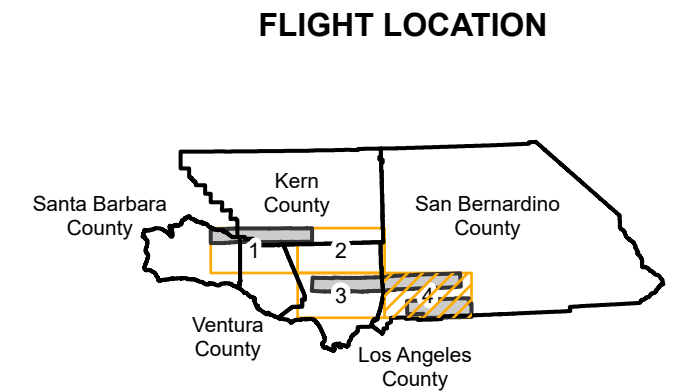 FLIGHT LOCATION
Kern
County
Santa Barbara
County
San Bernardino
County
1
2
3
4
Ventura
County
Los Angeles
County